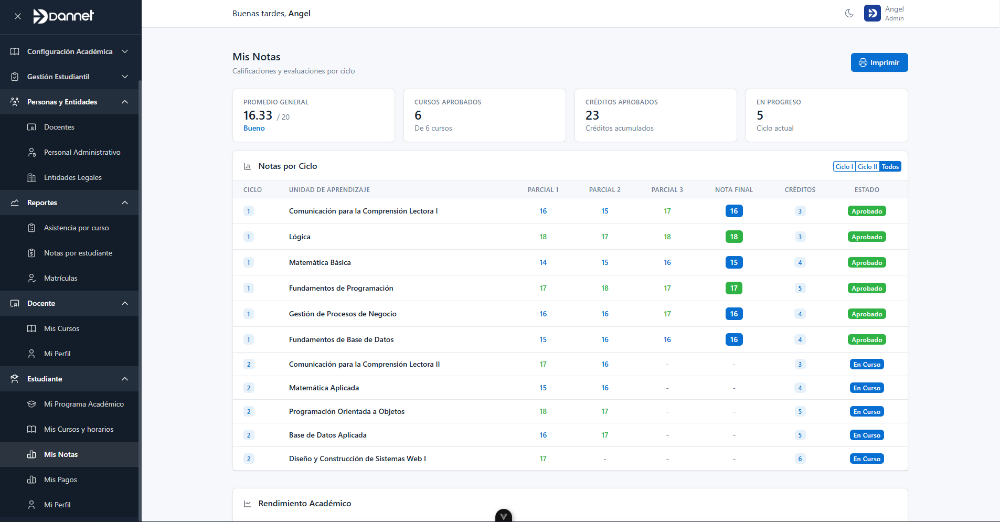 Dannet
Configuración Académica
Gestión Estudiantil
Personas y Entidades
Docentes
Personal Administrativo
Entidades Legales
Reportes
Asistencia por curso
Notas por estudiante
Matrículas
Docente
Mis Cursos
Mi Perfil
Estudiante
Mi Programa Académico
Mis Cursos y horarios
Mis Notas
Mis Pagos
Mi Perfil
Buenas tardes, Angel
Angel
Admin
Mis Notas
Calificaciones y evaluaciones por ciclo
Imprimir
PROMEDIO GENERAL
16.33 / 20
Bueno
CURSOS APROBADOS
6
De 6 cursos
CRÉDITOS APROBADOS
23
Créditos acumulados
EN PROGRESO
5
Ciclo actual
Notas por Ciclo
Ciclo I Ciclo II Todos
CICLO UNIDAD DE APRENDIZAJE PARCIAL 1 PARCIAL 2 PARCIAL 3 NOTA FINAL CRÉDITOS ESTADO
1 Comunicación para la Comprensión Lectora I 16 15 17 16 3 Aprobado
1 Lógica 18 17 18 18 3 Aprobado
1 Matemática Básica 14 15 16 15 4 Aprobado
1 Fundamentos de Programación 17 18 17 17 5 Aprobado
1 Gestión de Procesos de Negocio 16 16 17 16 4 Aprobado
1 Fundamentos de Base de Datos 15 16 16 16 4 Aprobado
2 Comunicación para la Comprensión Lectora II 17 16 - - 3 En Curso
2 Matemática Aplicada 15 16 - - 4 En Curso
2 Programación Orientada a Objetos 18 17 - - 5 En Curso
2 Base de Datos Aplicada 16 17 - - 5 En Curso
2 Diseño y Construcción de Sistemas Web I 17 - - - 6 En Curso
Rendimiento Académico